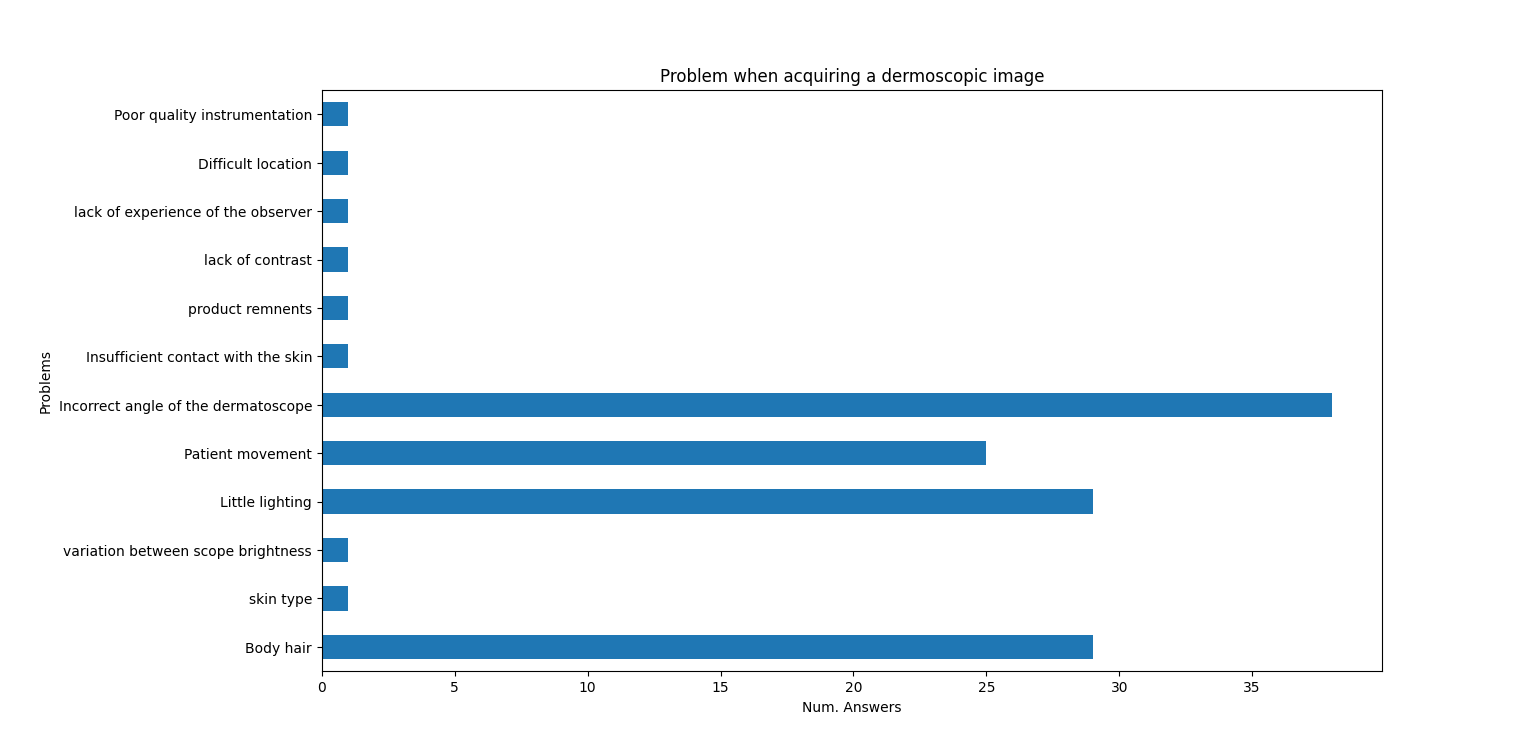 Problem when acquiring a dermoscopic image
Poor quality instrumentation
Difficult location
lack of experience of the observer
lack of contrast
product remnents
Insufficient contact with the skin
Problems
Incorrect angle of the dermatoscope
Patient movement
Little lighting
variation between scope brightness
skin type
Body hair
0 5 10 15 20 25 30 35
Num. Answers